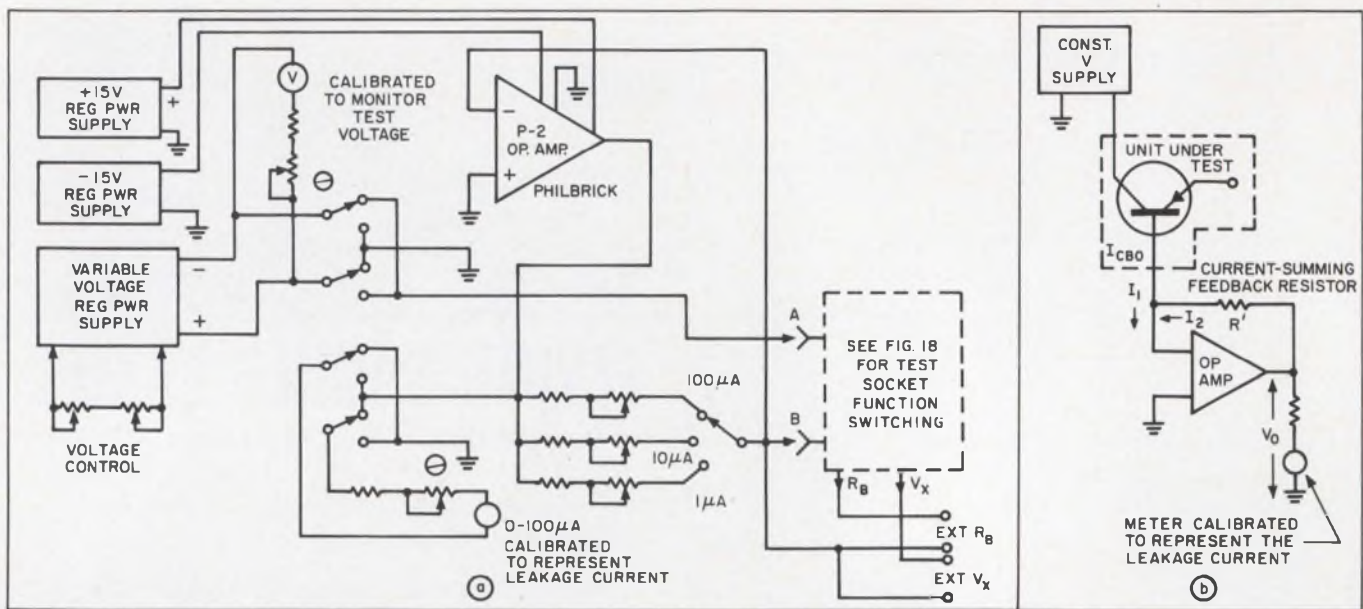 +15V
REG PWR
SUPPLY
+
-15V
REG PWR
SUPPLY
VARIABLE
VOLTAGE
REG PWR
SUPPLY
-
+
VOLTAGE
CONTROL
V
CALIBRATED
TO MONITOR
TEST
VOLTAGE
-
P-2
OP. AMP.
+
PHILBRICK
100μA
10μA
1μA
0-100μA
CALIBRATED
TO REPRESENT
LEAKAGE CURRENT
a
A
B
SEE FIG. 18
FOR TEST
SOCKET
FUNCTION
SWITCHING
RB
VX
EXT RB
EXT VX
CONST.
V
SUPPLY
UNIT UNDER
TEST
ICBO
CURRENT-SUMMING
FEEDBACK RESISTOR
I1
I2
R'
OP
AMP
VO
METER CALIBRATED
TO REPRESENT THE
LEAKAGE CURRENT
b